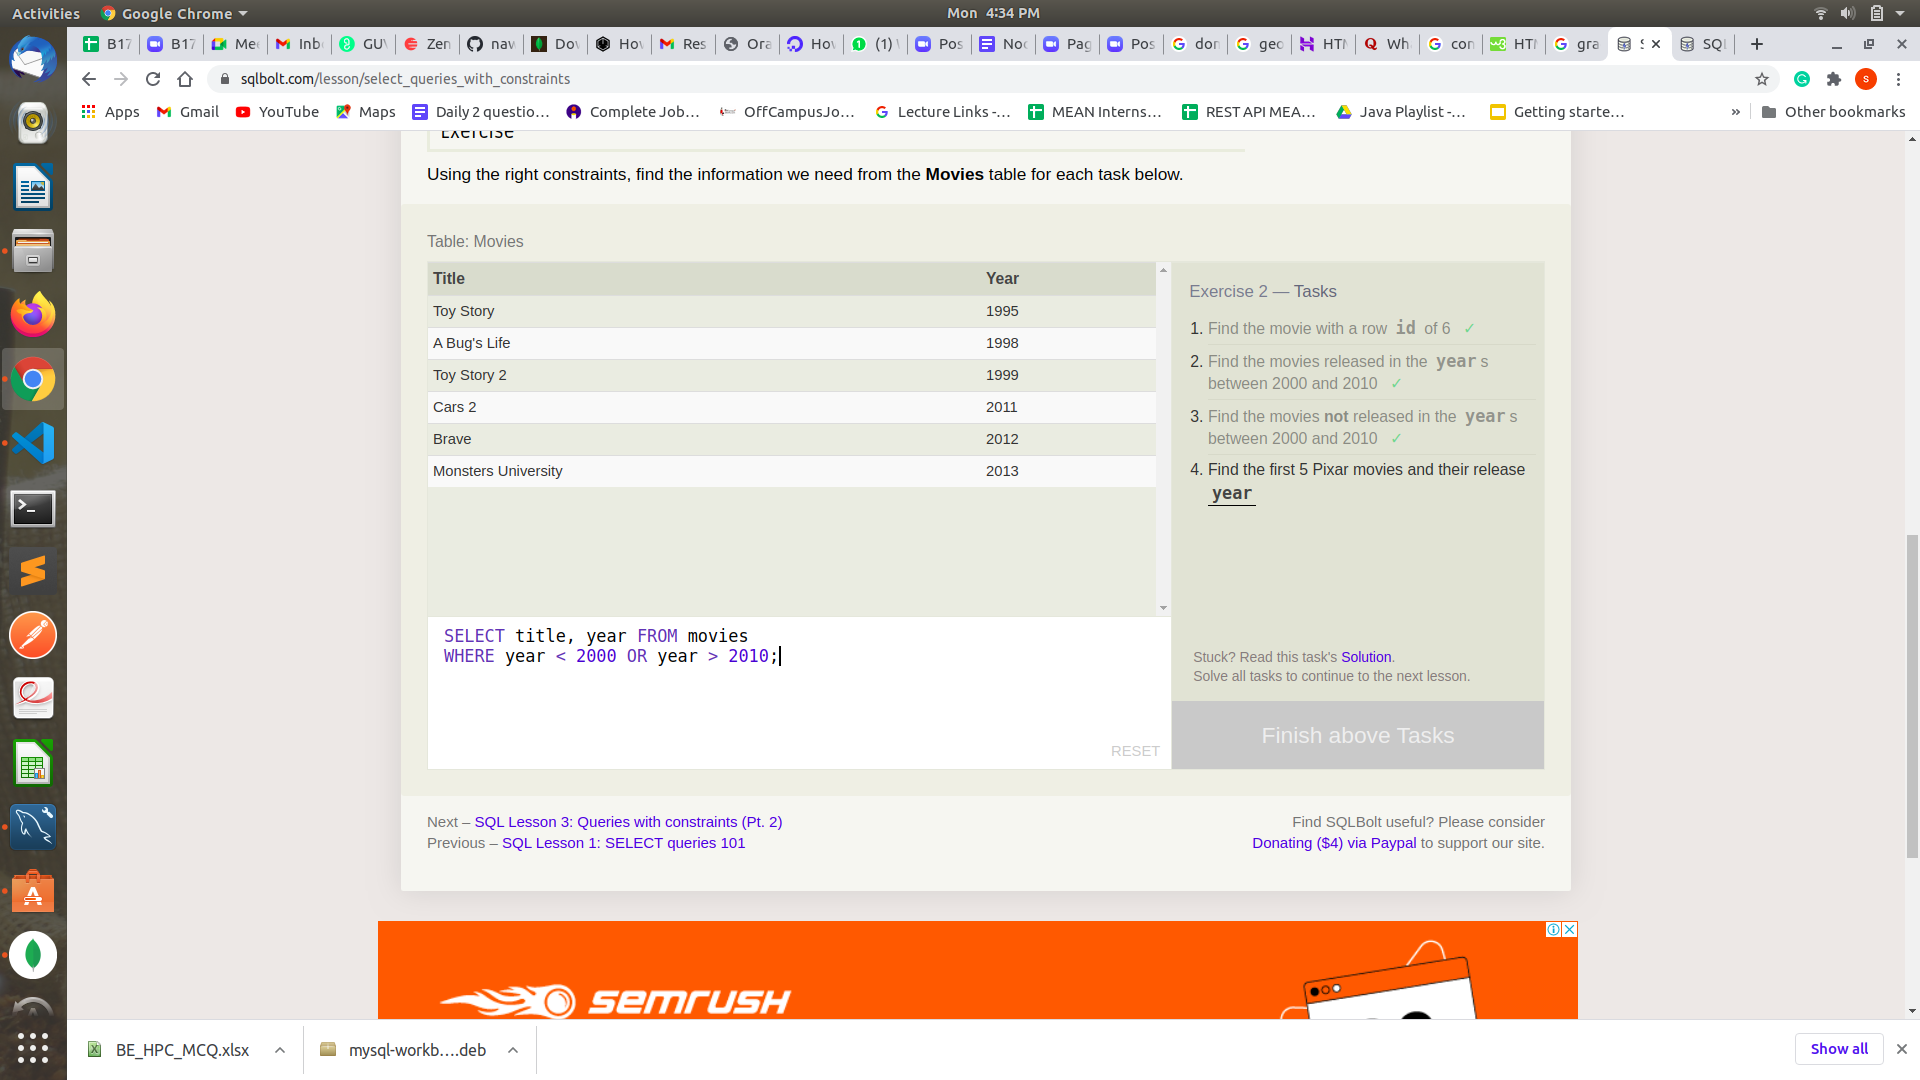 Activities
Google Chrome
Mon 4:34 PM
B17
B17
Mee
Inb
GUV
Zen
nav
Dov
Hov
Res
Ora
Hov
(1)
Pos
Noc
Pag
Pos
don
geo
HTM
Wh
con
HTM
gra
S
SQL
sqlbolt.com/lesson/select_queries_with_constraints
S
Apps
Gmail
YouTube
Maps
Daily 2 questio...
Complete Job...
OffCampusJo...
Lecture Links -...
MEAN Interns...
REST API MEA...
Java Playlist -...
Getting starte...
»
Other bookmarks
Exercise
Using the right constraints, find the information we need from the Movies table for each task below.
Table: Movies
Title Year
Toy Story 1995
A Bug's Life 1998
Toy Story 2 1999
Cars 2 2011
Brave 2012
Monsters University 2013
SELECT title, year FROM movies
WHERE year < 2000 OR year > 2010;
RESET
Exercise 2 — Tasks
1. Find the movie with a row id of 6 ✓
2. Find the movies released in the years
between 2000 and 2010 ✓
3. Find the movies not released in the years
between 2000 and 2010 ✓
4. Find the first 5 Pixar movies and their release
year
Stuck? Read this task's Solution.
Solve all tasks to continue to the next lesson.
Finish above Tasks
Next – SQL Lesson 3: Queries with constraints (Pt. 2)
Previous – SQL Lesson 1: SELECT queries 101
Find SQLBolt useful? Please consider
Donating ($4) via Paypal to support our site.
SEMRUSH
BE_HPC_MCQ.xlsx
mysql-workb....deb
Show all